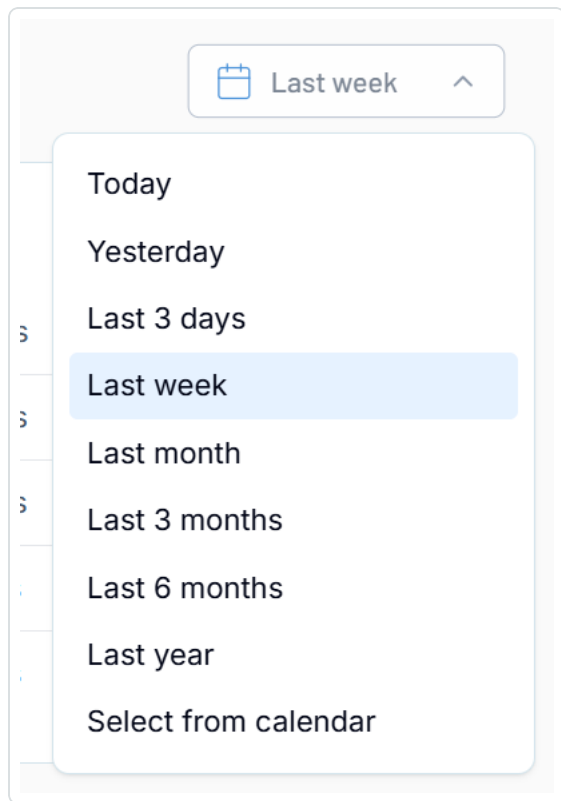 Last week
Today
Yesterday
Last 3 days
Last week
Last month
Last 3 months
Last 6 months
Last year
Select from calendar